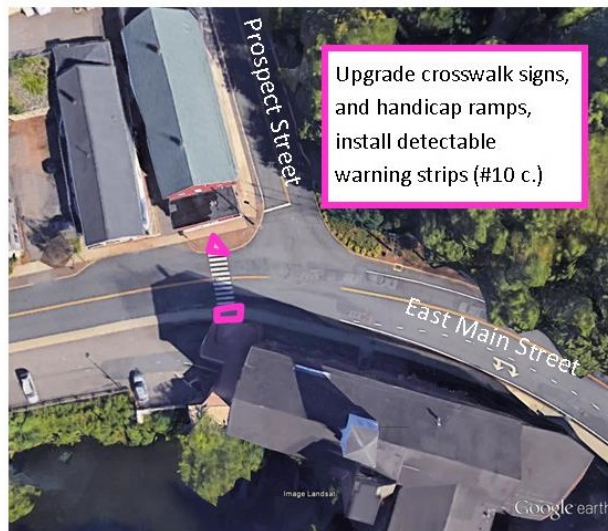 Prospect Street
Upgrade crosswalk signs,
and handicap ramps,
install detectable
warning strips (#10 c.)
East Main Street
Image Landsat
Google earth